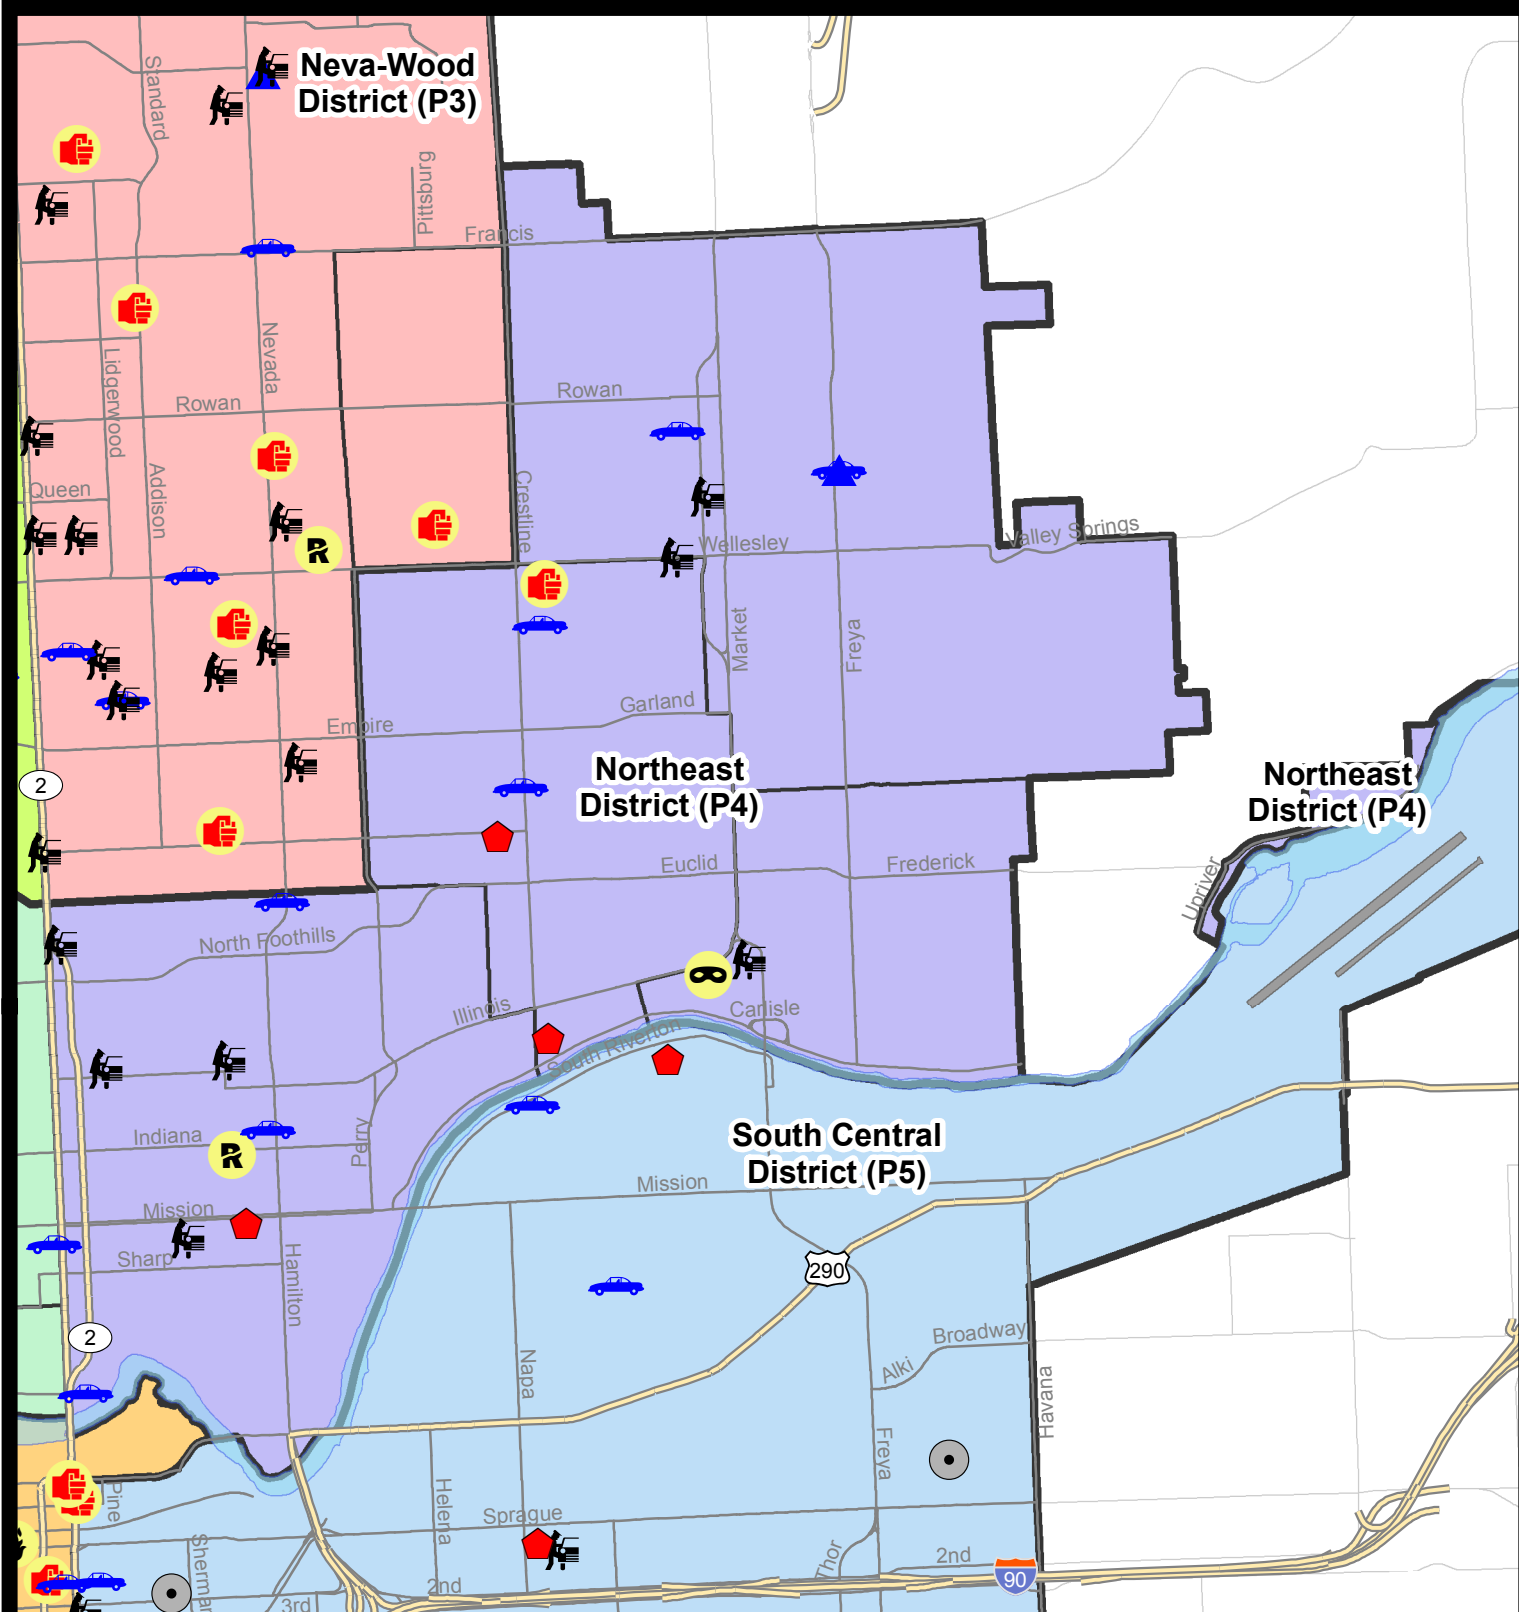 Neva-Wood
District (P3)
Standard
Pittsburg
Francis
Nevada
Lidgerwood
Rowan
Rowan
Addison
Queen
Crestline
Wellesley
Valley Springs
Market
Freya
Garland
Empire
Northeast
District (P4)
Northeast
District (P4)
2
Euclid
Frederick
Upriver
North Foothills
Illinois
Carlisle
South Riverton
Indiana
Perry
South Central
District (P5)
Mission
Mission
Sharp
Hamilton
290
2
Napa
Broadway
Alki
Havana
Freya
Pine
Helena
Sprague
Sherman
Thor
2nd
2nd
90
3rd